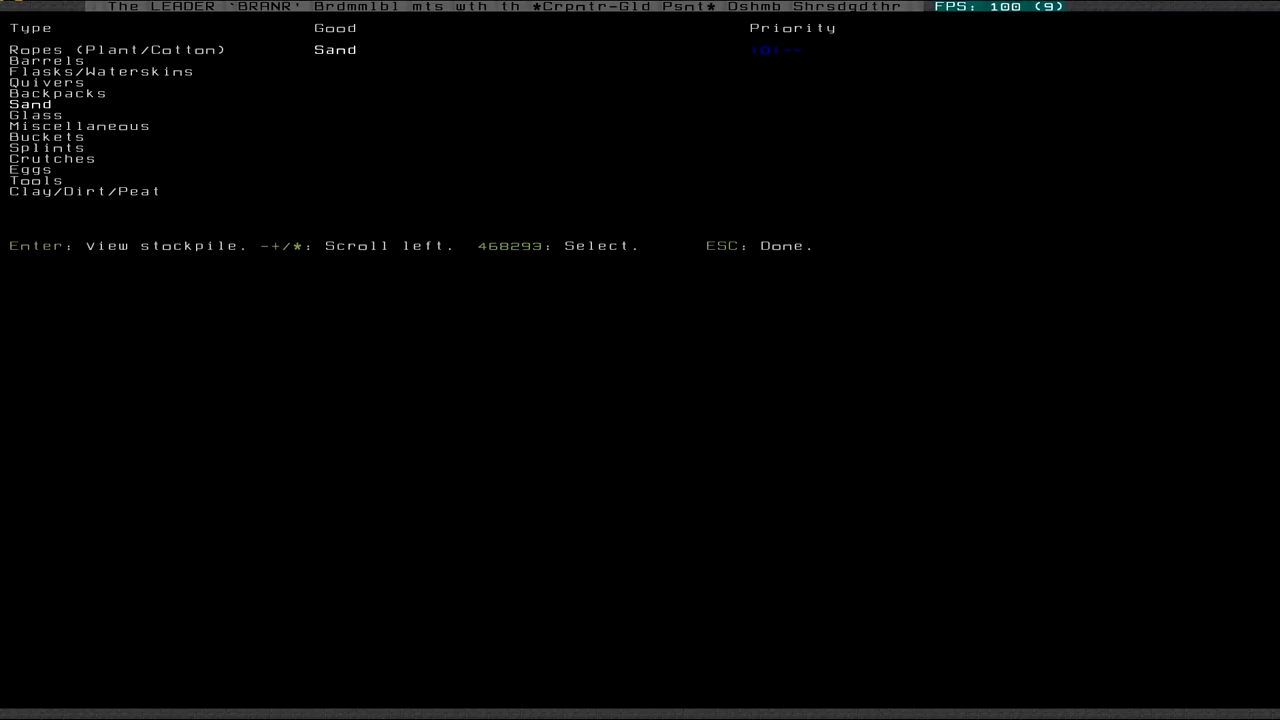 The LEADER `BRANR' Brdmmlbl mts wth th *Crpntr-Gld Psnt* Dshmb Shrsdgdthr FPS: 100 (9)
Type Good Priority
Ropes (Plant/Cotton) Sand
Barrels
Flasks/Waterskins
Quivers
Backpacks
Sand
Glass
Miscellaneous
Buckets
Splints
Crutches
Eggs
Tools
Clay/Dirt/Peat
Enter: View stockpile. -+/*: Scroll left. 468293: Select. ESC: Done.